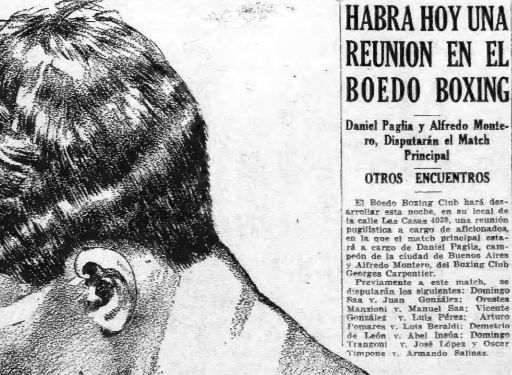 HABRA HOY UNA
REUNION EN EL
BOEDO BOXING
Daniel Paglia y Alfredo Monte-
ro, Disputarán el Match
Principal
OTROS ENCUENTROS
El Boedo Boxing Club hará des-
arrollar esta noche, en su local de
la calle Las Casas 4039, una reunión
pugilística a cargo de aficionados,
en la que el match principal esta-
rá a cargo de Daniel Paglia, cam-
peón de la ciudad de Buenos Aires
y Alfredo Montero, del Boxing Club
Georges Carpentier.
Previamente a este match, se
disputarán los siguientes: Domingo
Saa v. Juan González; Orestes
Manzioni v. Manuel Saa; Vicente
González v. Luis Pérez; Arturo
Pomares v. Luis Beraldi; Demetrio
de León v. Abel Insúa; Domingo
Tranzoni v. José López y Oscar
Timpone v. Armando Salinas.